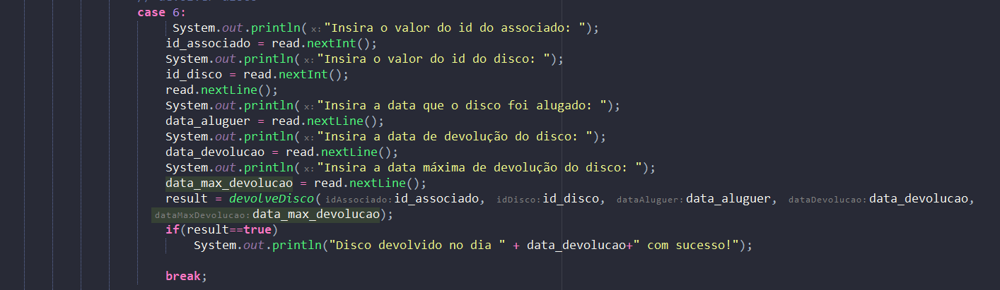 case 6:
System.out.println( x: "Insira o valor do id do associado: ");
id_associado = read.nextInt();
System.out.println( x: "Insira o valor do id do disco: ");
id_disco = read.nextInt();
read.nextLine();
System.out.println( x: "Insira a data que o disco foi alugado: ");
data_aluguer = read.nextLine();
System.out.println( x: "Insira a data de devolução do disco: ");
data_devolucao = read.nextLine();
System.out.println( x: "Insira a data máxima de devolução do disco: ");
data_max_devolucao = read.nextLine();
result = devolveDisco( idAssociado: id_associado, idDisco: id_disco, dataAluguer: data_aluguer, dataDevolucao: data_devolucao,
dataMaxDevolucao: data_max_devolucao);
if(result==true)
System.out.println("Disco devolvido no dia " + data_devolucao+" com sucesso!");
break;